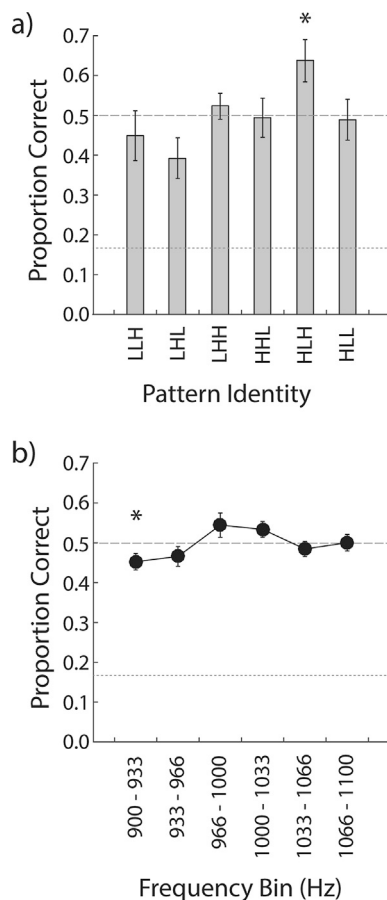 a)
*
0.7
0.6
0.5
0.4
0.3
0.2
0.1
0.0
Proportion Correct
LLH
LHL
LHH
HHL
HLH
HLL
Pattern Identity
b)
*
0.7
0.6
0.5
0.4
0.3
0.2
0.1
0.0
Proportion Correct
900 - 933
933 - 966
966 - 1000
1000 - 1033
1033 - 1066
1066 - 1100
Frequency Bin (Hz)